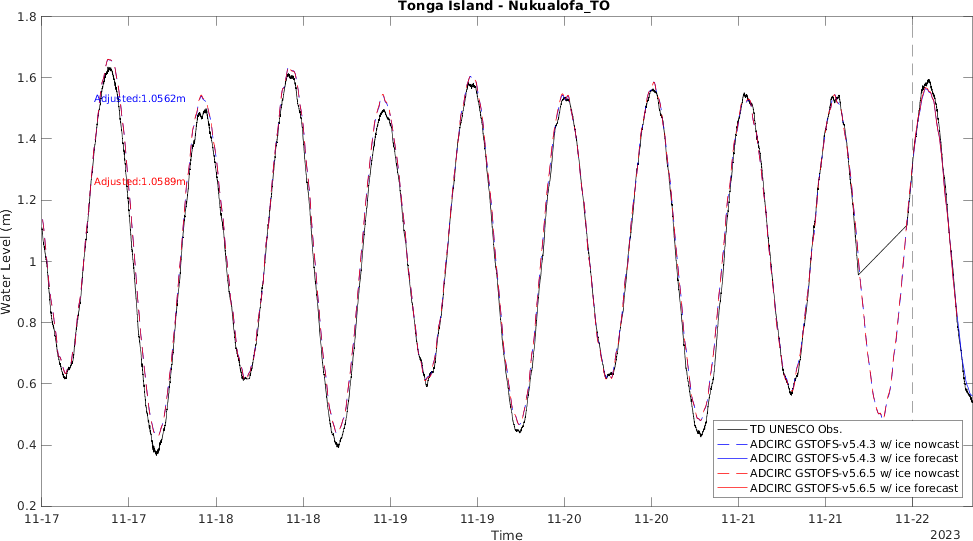 Tonga Island - Nukualofa_TO
1.8
1.6
1.4
1.2
1
0.8
0.6
0.4
0.2
Water Level (m)
Adjusted:1.0562m
Adjusted:1.0589m
TD UNESCO Obs.
ADCIRC GSTOFS-v5.4.3 w/ ice nowcast
ADCIRC GSTOFS-v5.4.3 w/ ice forecast
ADCIRC GSTOFS-v5.6.5 w/ ice nowcast
ADCIRC GSTOFS-v5.6.5 w/ ice forecast
11-17 11-17 11-18 11-18 11-19 11-19 11-20 11-20 11-21 11-21 11-22
Time
2023